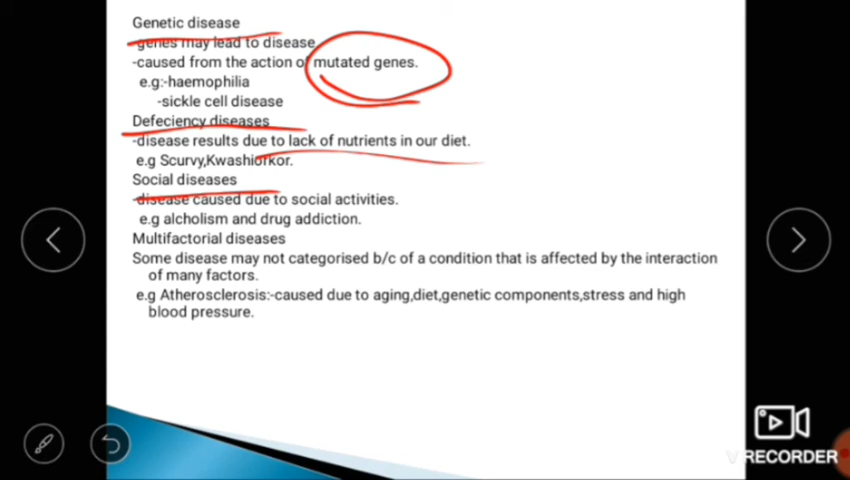 Genetic disease
-genes may lead to disease
-caused from the action of mutated genes.
e.g:-haemophilia
-sickle cell disease
Defeciency diseases
-disease results due to lack of nutrients in our diet.
e.g Scurvy,Kwashiorkor.
Social diseases
-disease caused due to social activities.
e.g alcholism and drug addiction.
Multifactorial diseases
Some disease may not categorised b/c of a condition that is affected by the interaction
of many factors.
e.g Atherosclerosis:-caused due to aging,diet,genetic components,stress and high
blood pressure.
V RECORDER